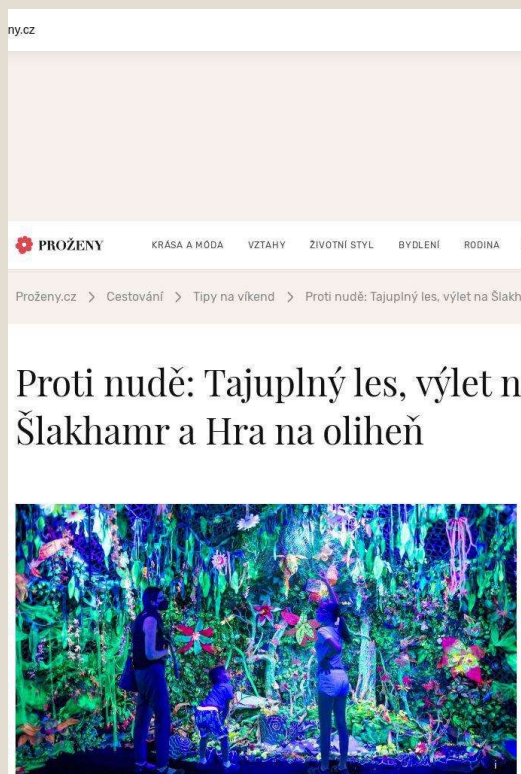 ny.cz
PROŽENY
KRÁSA A MÓDA VZTAHY ŽIVOTNÍ STYL BYDLENÍ RODINA
Proženy.cz Cestování Tipy na víkend Proti nudě: Tajuplný les, výlet na Šlakh
Proti nudě: Tajuplný les, výlet n
Šlakhamr a Hra na oliheň